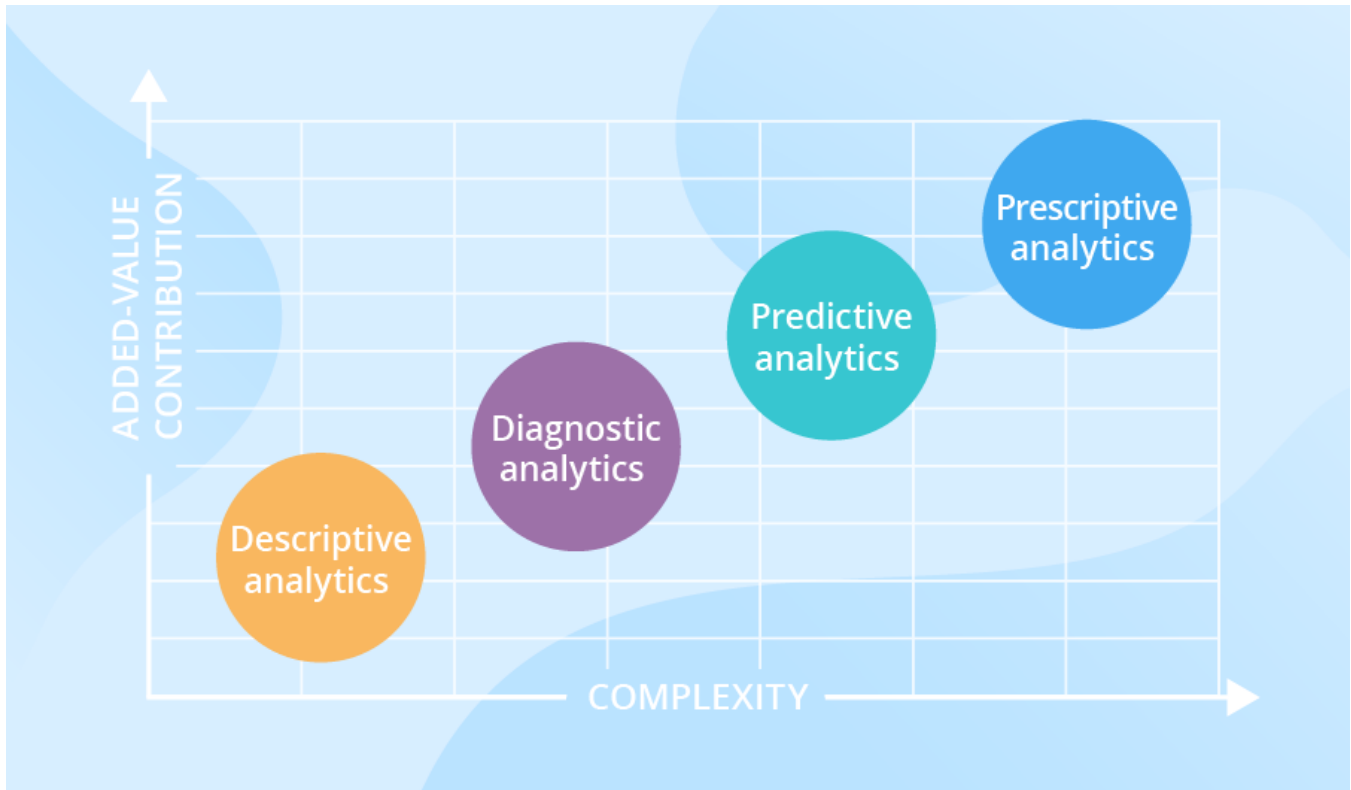 ADDED-VALUE
CONTRIBUTION
Prescriptive
analytics
Predictive
analytics
Diagnostic
analytics
Descriptive
analytics
COMPLEXITY